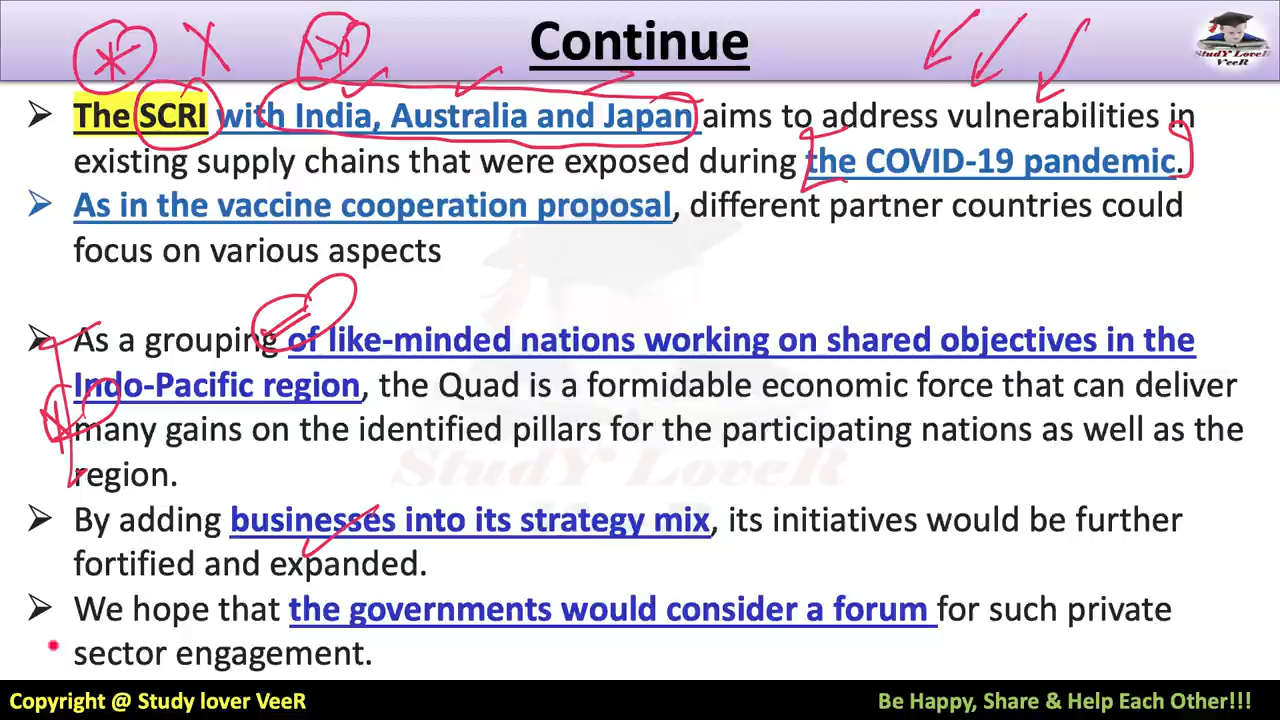 Continue
StudY LoveR
VeeR
➢ The SCRI with India, Australia and Japan aims to address vulnerabilities in
existing supply chains that were exposed during the COVID-19 pandemic.
➢ As in the vaccine cooperation proposal, different partner countries could
focus on various aspects
➢ As a grouping of like-minded nations working on shared objectives in the
Indo-Pacific region, the Quad is a formidable economic force that can deliver
many gains on the identified pillars for the participating nations as well as the
region.
StudY LoveR
➢ By adding businesses into its strategy mix, its initiatives would be further
fortified and expanded.
➢ We hope that the governments would consider a forum for such private
sector engagement.
Copyright @ Study lover VeeR
Be Happy, Share & Help Each Other!!!